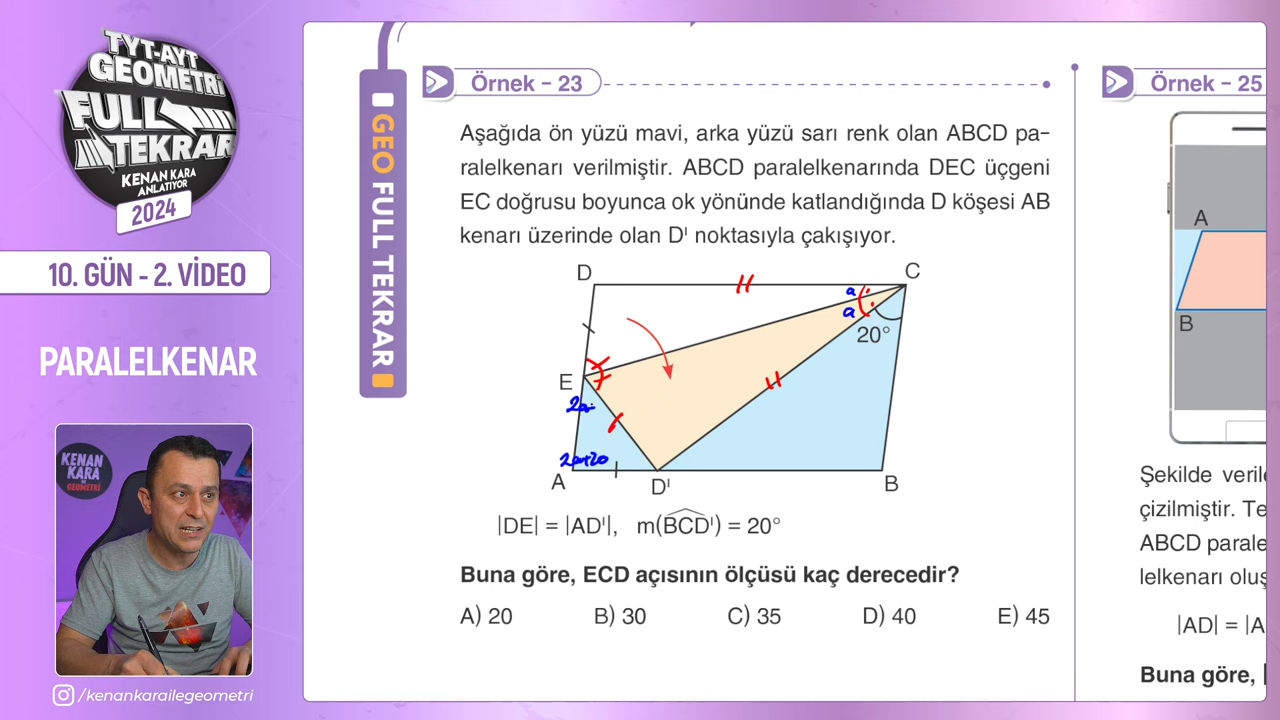 TYT-AYT
GEOMETRİ
FULL
TEKRAR
KENAN KARA
ANLATIYOR
2024
10. GÜN - 2. VİDEO
PARALELKENAR
KENAN
KARA
GEOMETRİ
/kenankarailegeometri
GEO FULL TEKRAR
Örnek – 23
Aşağıda ön yüzü mavi, arka yüzü sarı renk olan ABCD pa-
ralelkenarı verilmiştir. ABCD paralelkenarında DEC üçgeni
EC doğrusu boyunca ok yönünde katlandığında D köşesi AB
kenarı üzerinde olan D' noktasıyla çakışıyor.
D
C
a
a
20°
E
2a
2a+20
A
D'
B
|DE| = |AD'|, m(BCD') = 20°
Buna göre, ECD açısının ölçüsü kaç derecedir?
A) 20 B) 30 C) 35 D) 40 E) 45
Örnek – 25
A
B
Şekilde veril
çizilmiştir. Te
ABCD parale
lelkenarı oluş
|AD| = |A
Buna göre, |